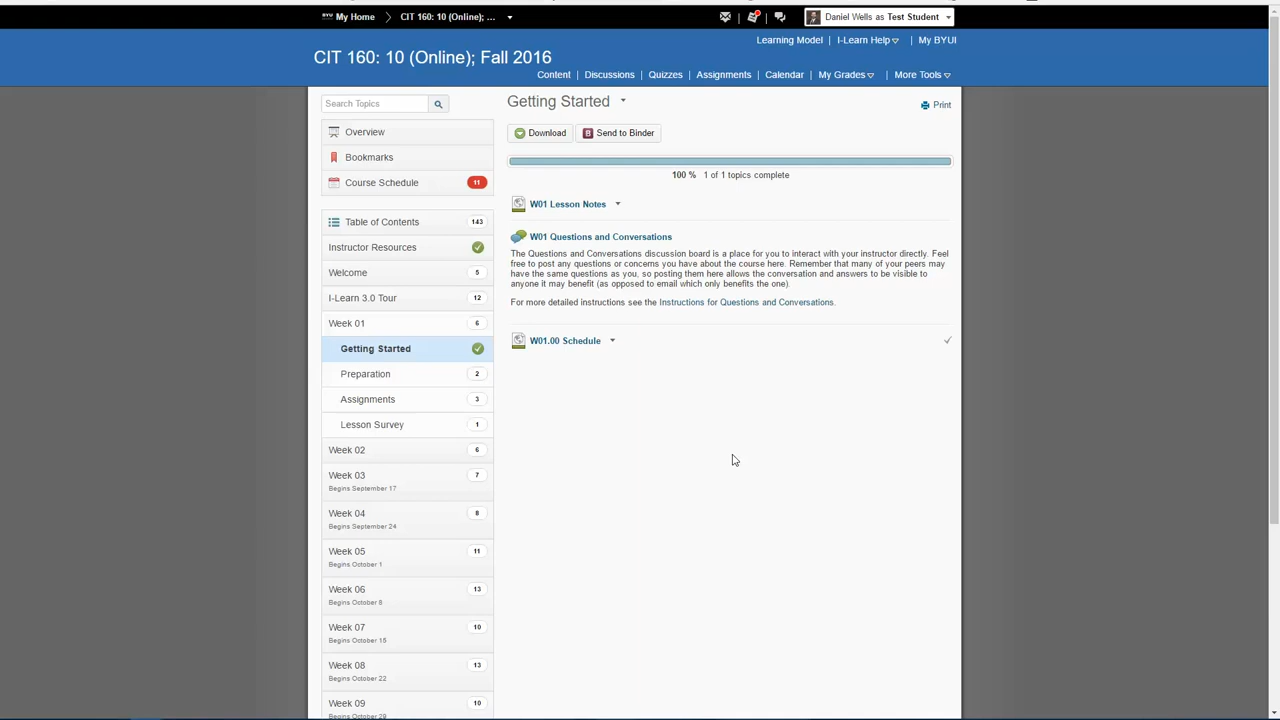 BYU My Home CIT 160: 10 (Online); ... Daniel Wells as Test Student
Learning Model I-Learn Help My BYUI
CIT 160: 10 (Online); Fall 2016
Content Discussions Quizzes Assignments Calendar My Grades More Tools
Search Topics
Overview
Bookmarks
Course Schedule 11
Table of Contents 143
Instructor Resources
Welcome 5
I-Learn 3.0 Tour 12
Week 01 6
Getting Started
Preparation 2
Assignments 3
Lesson Survey 1
Week 02 6
Week 03 7
Begins September 17
Week 04 8
Begins September 24
Week 05 11
Begins October 1
Week 06 13
Begins October 8
Week 07 10
Begins October 15
Week 08 13
Begins October 22
Week 09 10
Begins October 29
Getting Started
Print
Download B Send to Binder
100 % 1 of 1 topics complete
W01 Lesson Notes
W01 Questions and Conversations
The Questions and Conversations discussion board is a place for you to interact with your instructor directly. Feel
free to post any questions or concerns you have about the course here. Remember that many of your peers may
have the same questions as you, so posting them here allows the conversation and answers to be visible to
anyone it may benefit (as opposed to email which only benefits the one).
For more detailed instructions see the Instructions for Questions and Conversations.
W01.00 Schedule